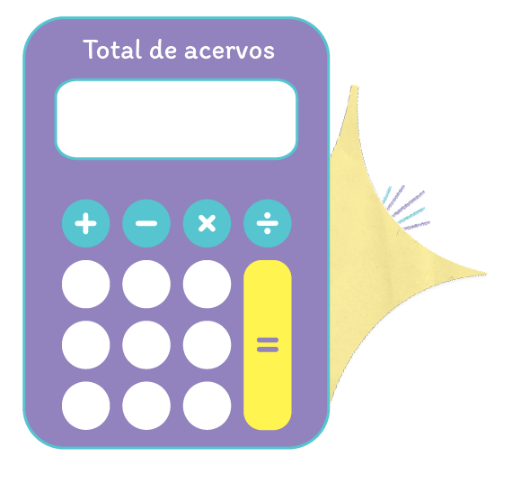 Total de acervos
+ − × ÷
=